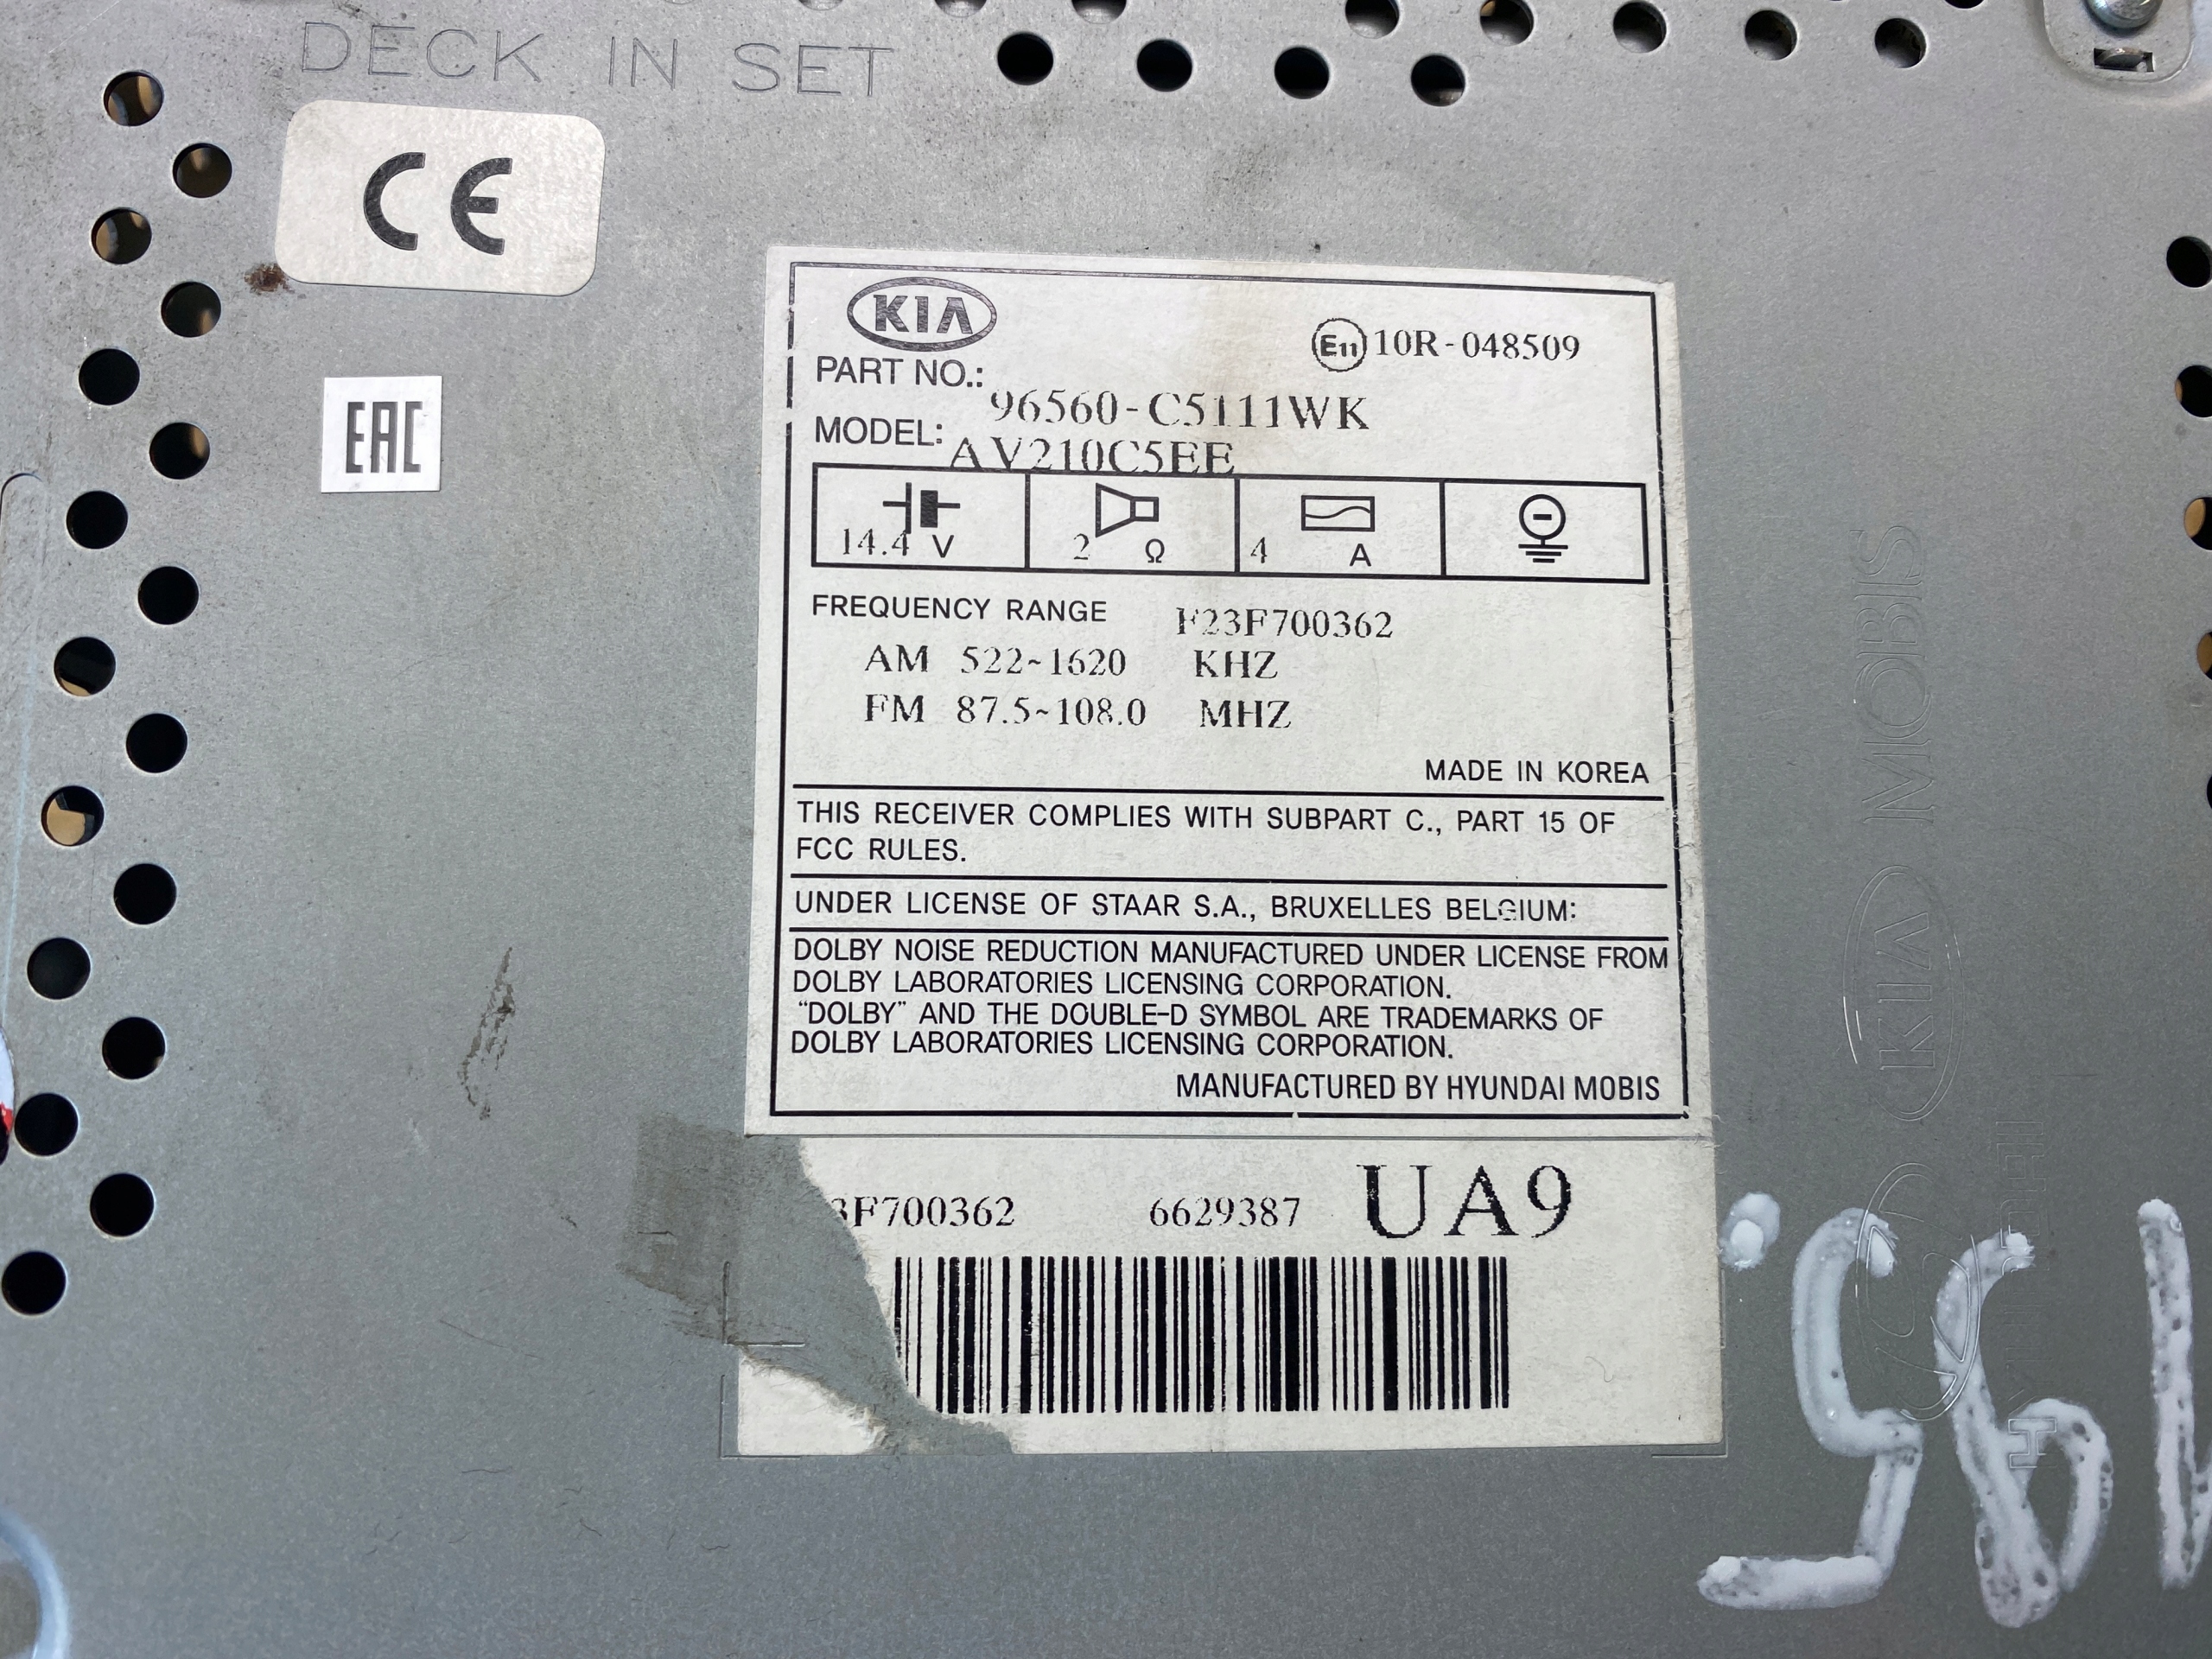 DECK IN SET
CE
EAC
KIA
E11 10R-048509
PART NO.: 96560-C5111WK
MODEL: AV210C5EE
14.4 V
2 Ω
4 A
FREQUENCY RANGE F23F700362
AM 522~1620 KHZ
FM 87.5~108.0 MHZ
MADE IN KOREA
THIS RECEIVER COMPLIES WITH SUBPART C., PART 15 OF
FCC RULES.
UNDER LICENSE OF STAAR S.A., BRUXELLES BELGIUM:
DOLBY NOISE REDUCTION MANUFACTURED UNDER LICENSE FROM
DOLBY LABORATORIES LICENSING CORPORATION.
“DOLBY” AND THE DOUBLE-D SYMBOL ARE TRADEMARKS OF
DOLBY LABORATORIES LICENSING CORPORATION.
MANUFACTURED BY HYUNDAI MOBIS
3F700362 6629387 UA9
MOBIS
KIA
HYUNDAI